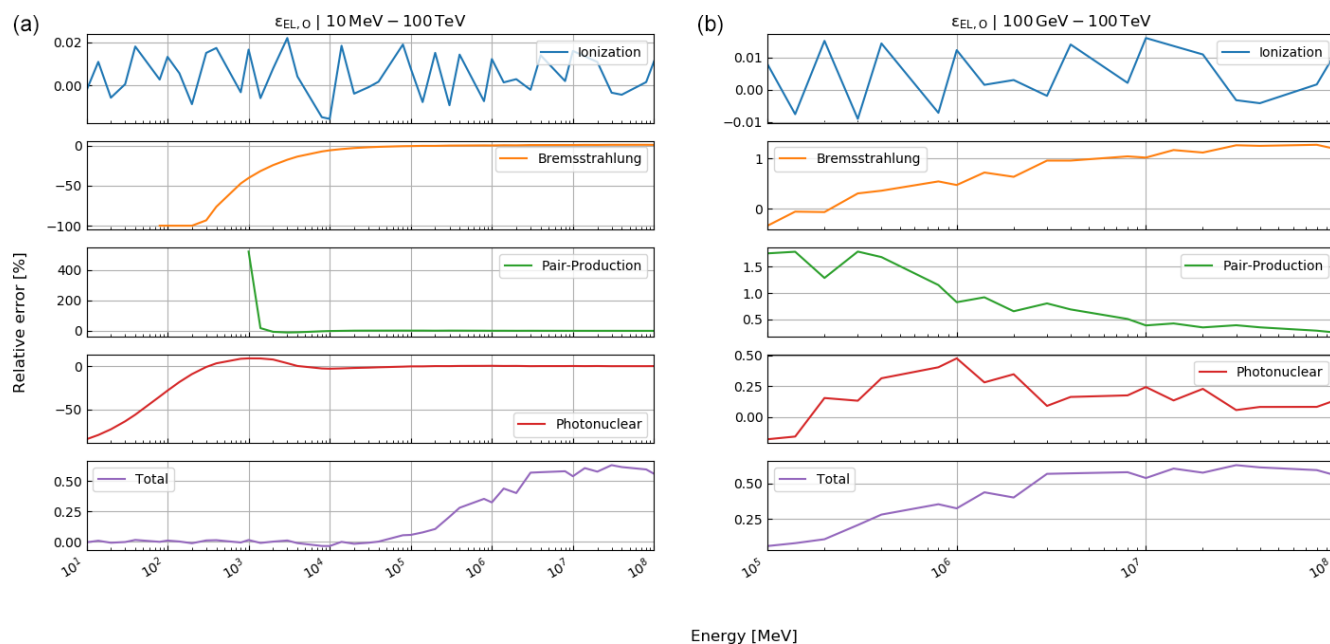 (a)
ε_EL,O | 10 MeV − 100 TeV
0.02
0.00
Ionization
0
−50
−100
Bremsstrahlung
400
200
0
Pair-Production
0
−50
Photonuclear
0.50
0.25
0.00
Total
10^1
10^2
10^3
10^4
10^5
10^6
10^7
10^8
(b)
ε_EL,O | 100 GeV − 100 TeV
0.01
0.00
−0.01
Ionization
1
0
Bremsstrahlung
1.5
1.0
0.5
Pair-Production
0.50
0.25
0.00
Photonuclear
0.50
0.25
Total
10^5
10^6
10^7
10^8
Relative error [%]
Energy [MeV]